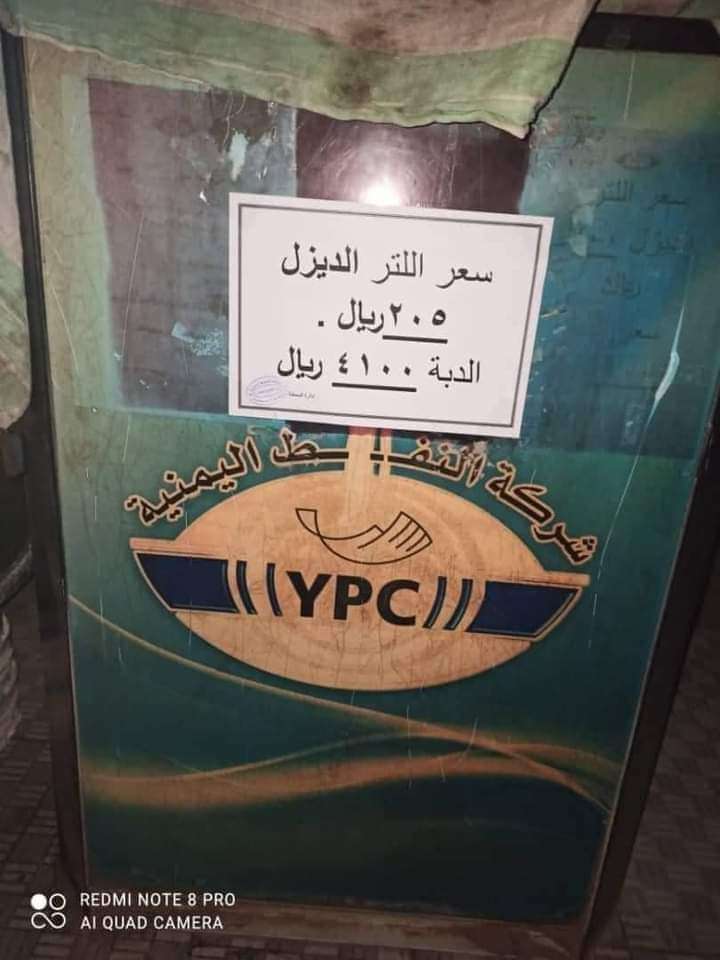 سعر اللتر الديزل
٢٠٥ ريال .
الدبة ٤١٠٠ ريال
شركة النفط اليمنية
YPC
REDMI NOTE 8 PRO
AI QUAD CAMERA